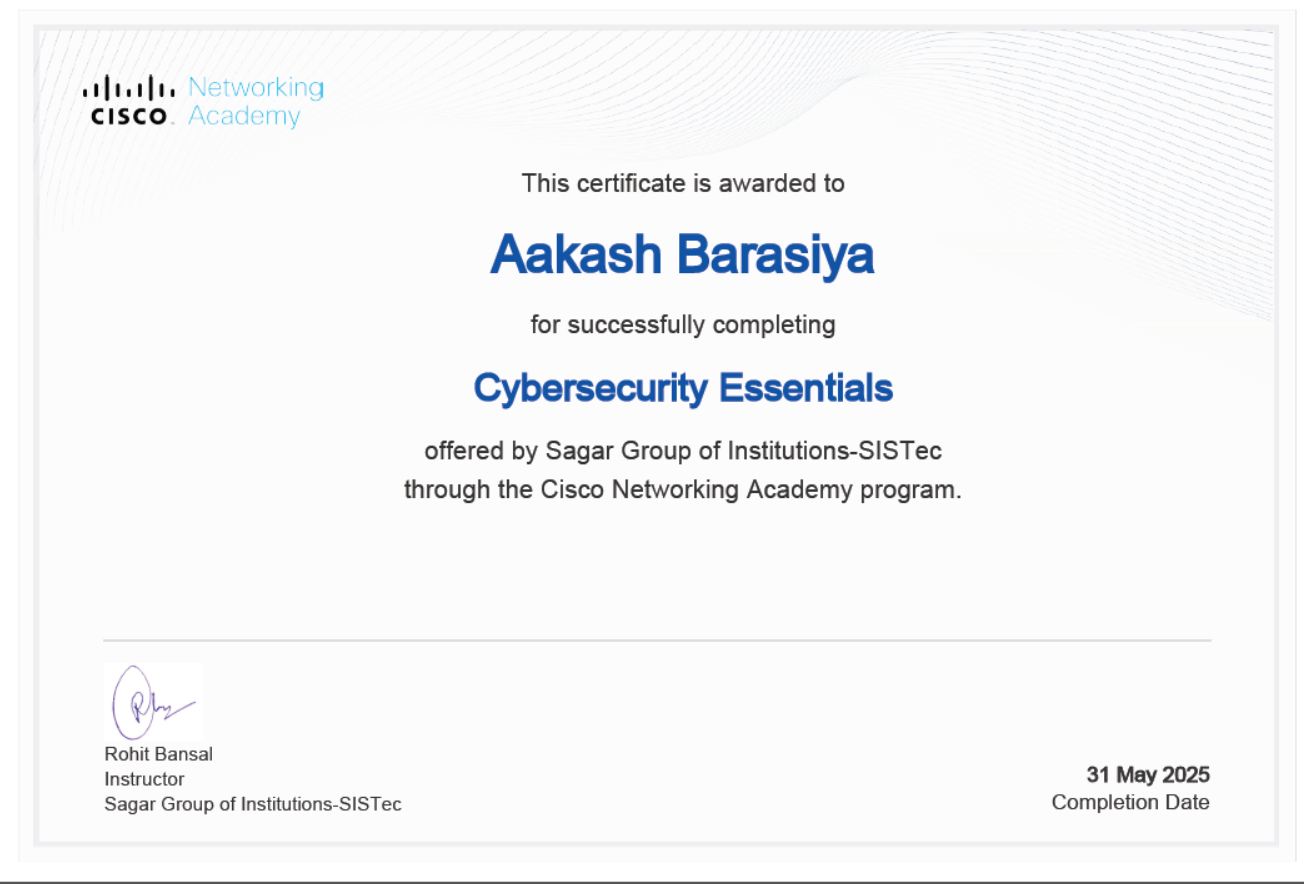 Networking
CISCO Academy
This certificate is awarded to
Aakash Barasiya
for successfully completing
Cybersecurity Essentials
offered by Sagar Group of Institutions-SISTec
through the Cisco Networking Academy program.
Rohit Bansal
Instructor
Sagar Group of Institutions-SISTec
31 May 2025
Completion Date